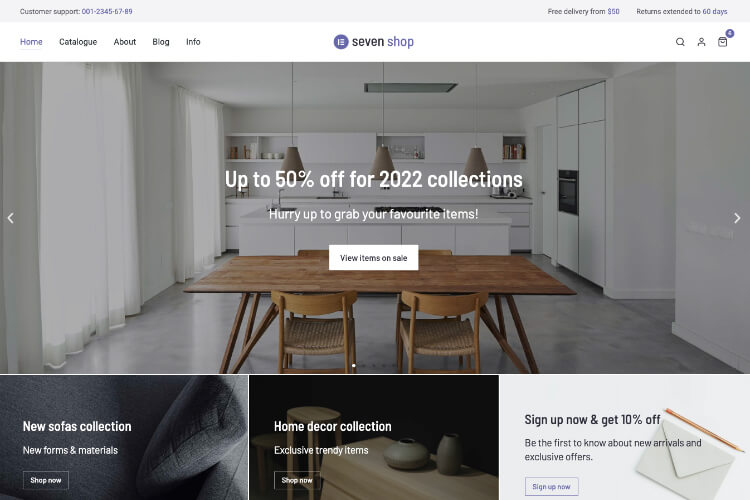 Customer support: 001-2345-67-89
Free delivery from $50
Returns extended to 60 days
Home
Catalogue
About
Blog
Info
seven shop
4
Up to 50% off for 2022 collections
Hurry up to grab your favourite items!
View items on sale
New sofas collection
New forms & materials
Shop now
Home decor collection
Exclusive trendy items
Shop now
Sign up now & get 10% off
Be the first to know about new arrivals and
exclusive offers.
Sign up now